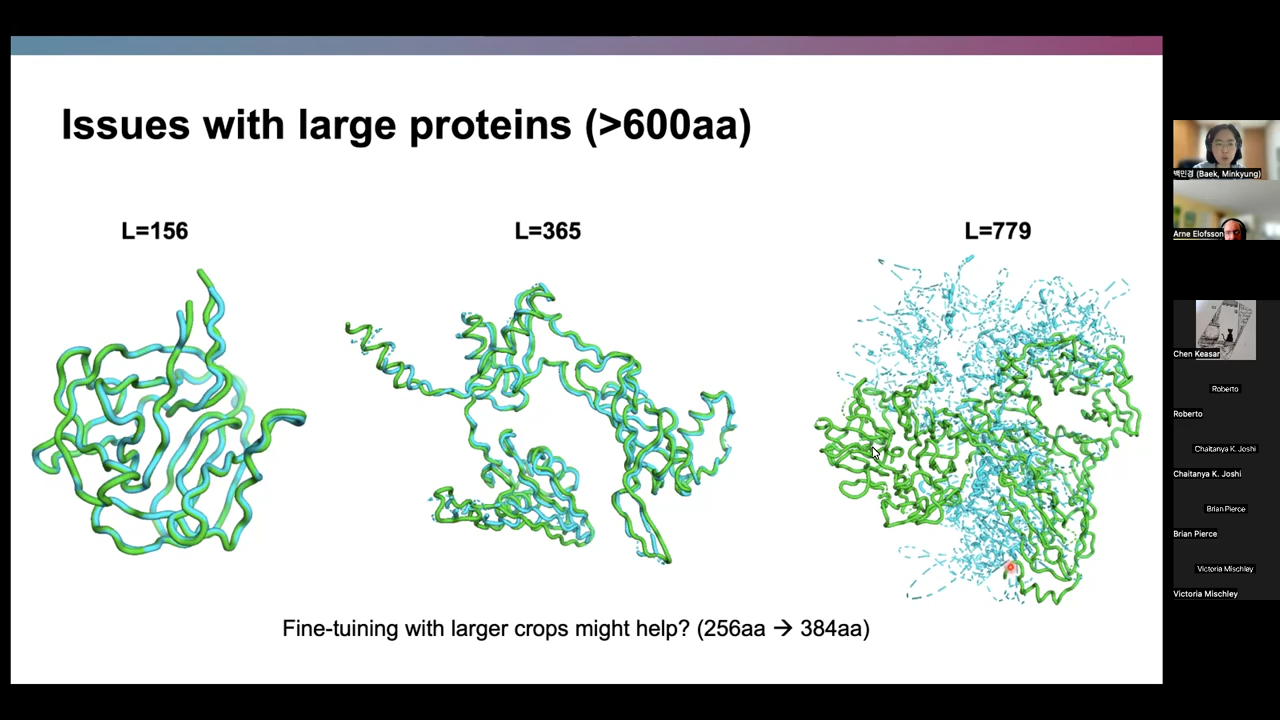 Issues with large proteins (>600aa)
L=156
L=365
L=779
Fine-tuining with larger crops might help? (256aa → 384aa)
백민경 (Baek, Minkyung)
Arne Elofsson
Chen Keasar
Roberto
Roberto
Chaitanya K. Joshi
Chaitanya K. Joshi
Brian Pierce
Brian Pierce
Victoria Mischley
Victoria Mischley